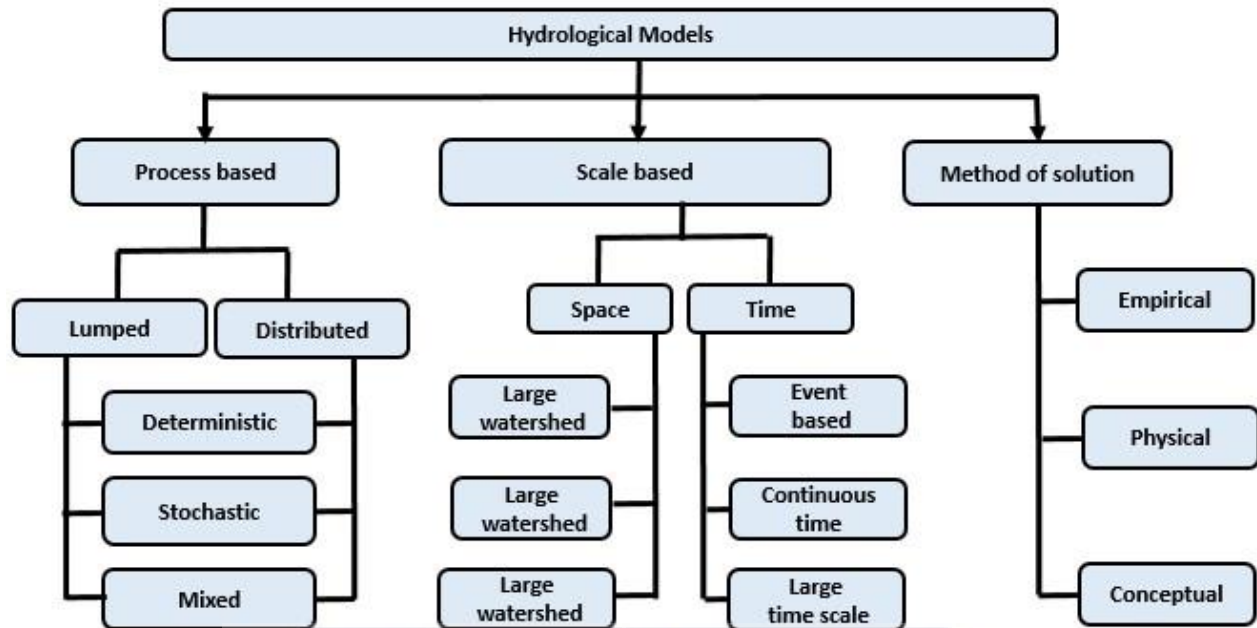 Hydrological Models
Process based
Scale based
Method of solution
Lumped
Distributed
Space
Time
Empirical
Deterministic
Large
watershed
Event
based
Physical
Stochastic
Large
watershed
Continuous
time
Mixed
Large
watershed
Large
time scale
Conceptual